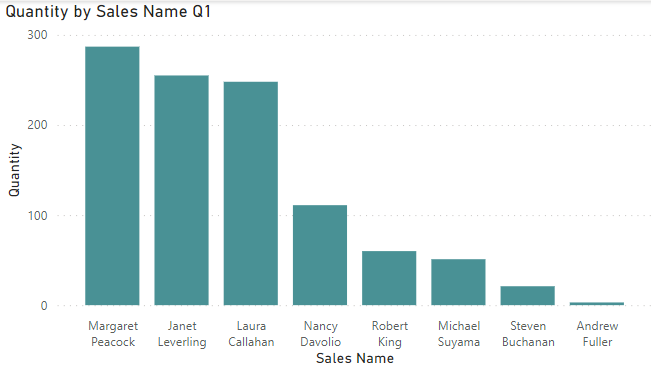 Quantity by Sales Name Q1
300
200
100
0
Quantity
Margaret Peacock
Janet Leverling
Laura Callahan
Nancy Davolio
Robert King
Michael Suyama
Steven Buchanan
Andrew Fuller
Sales Name